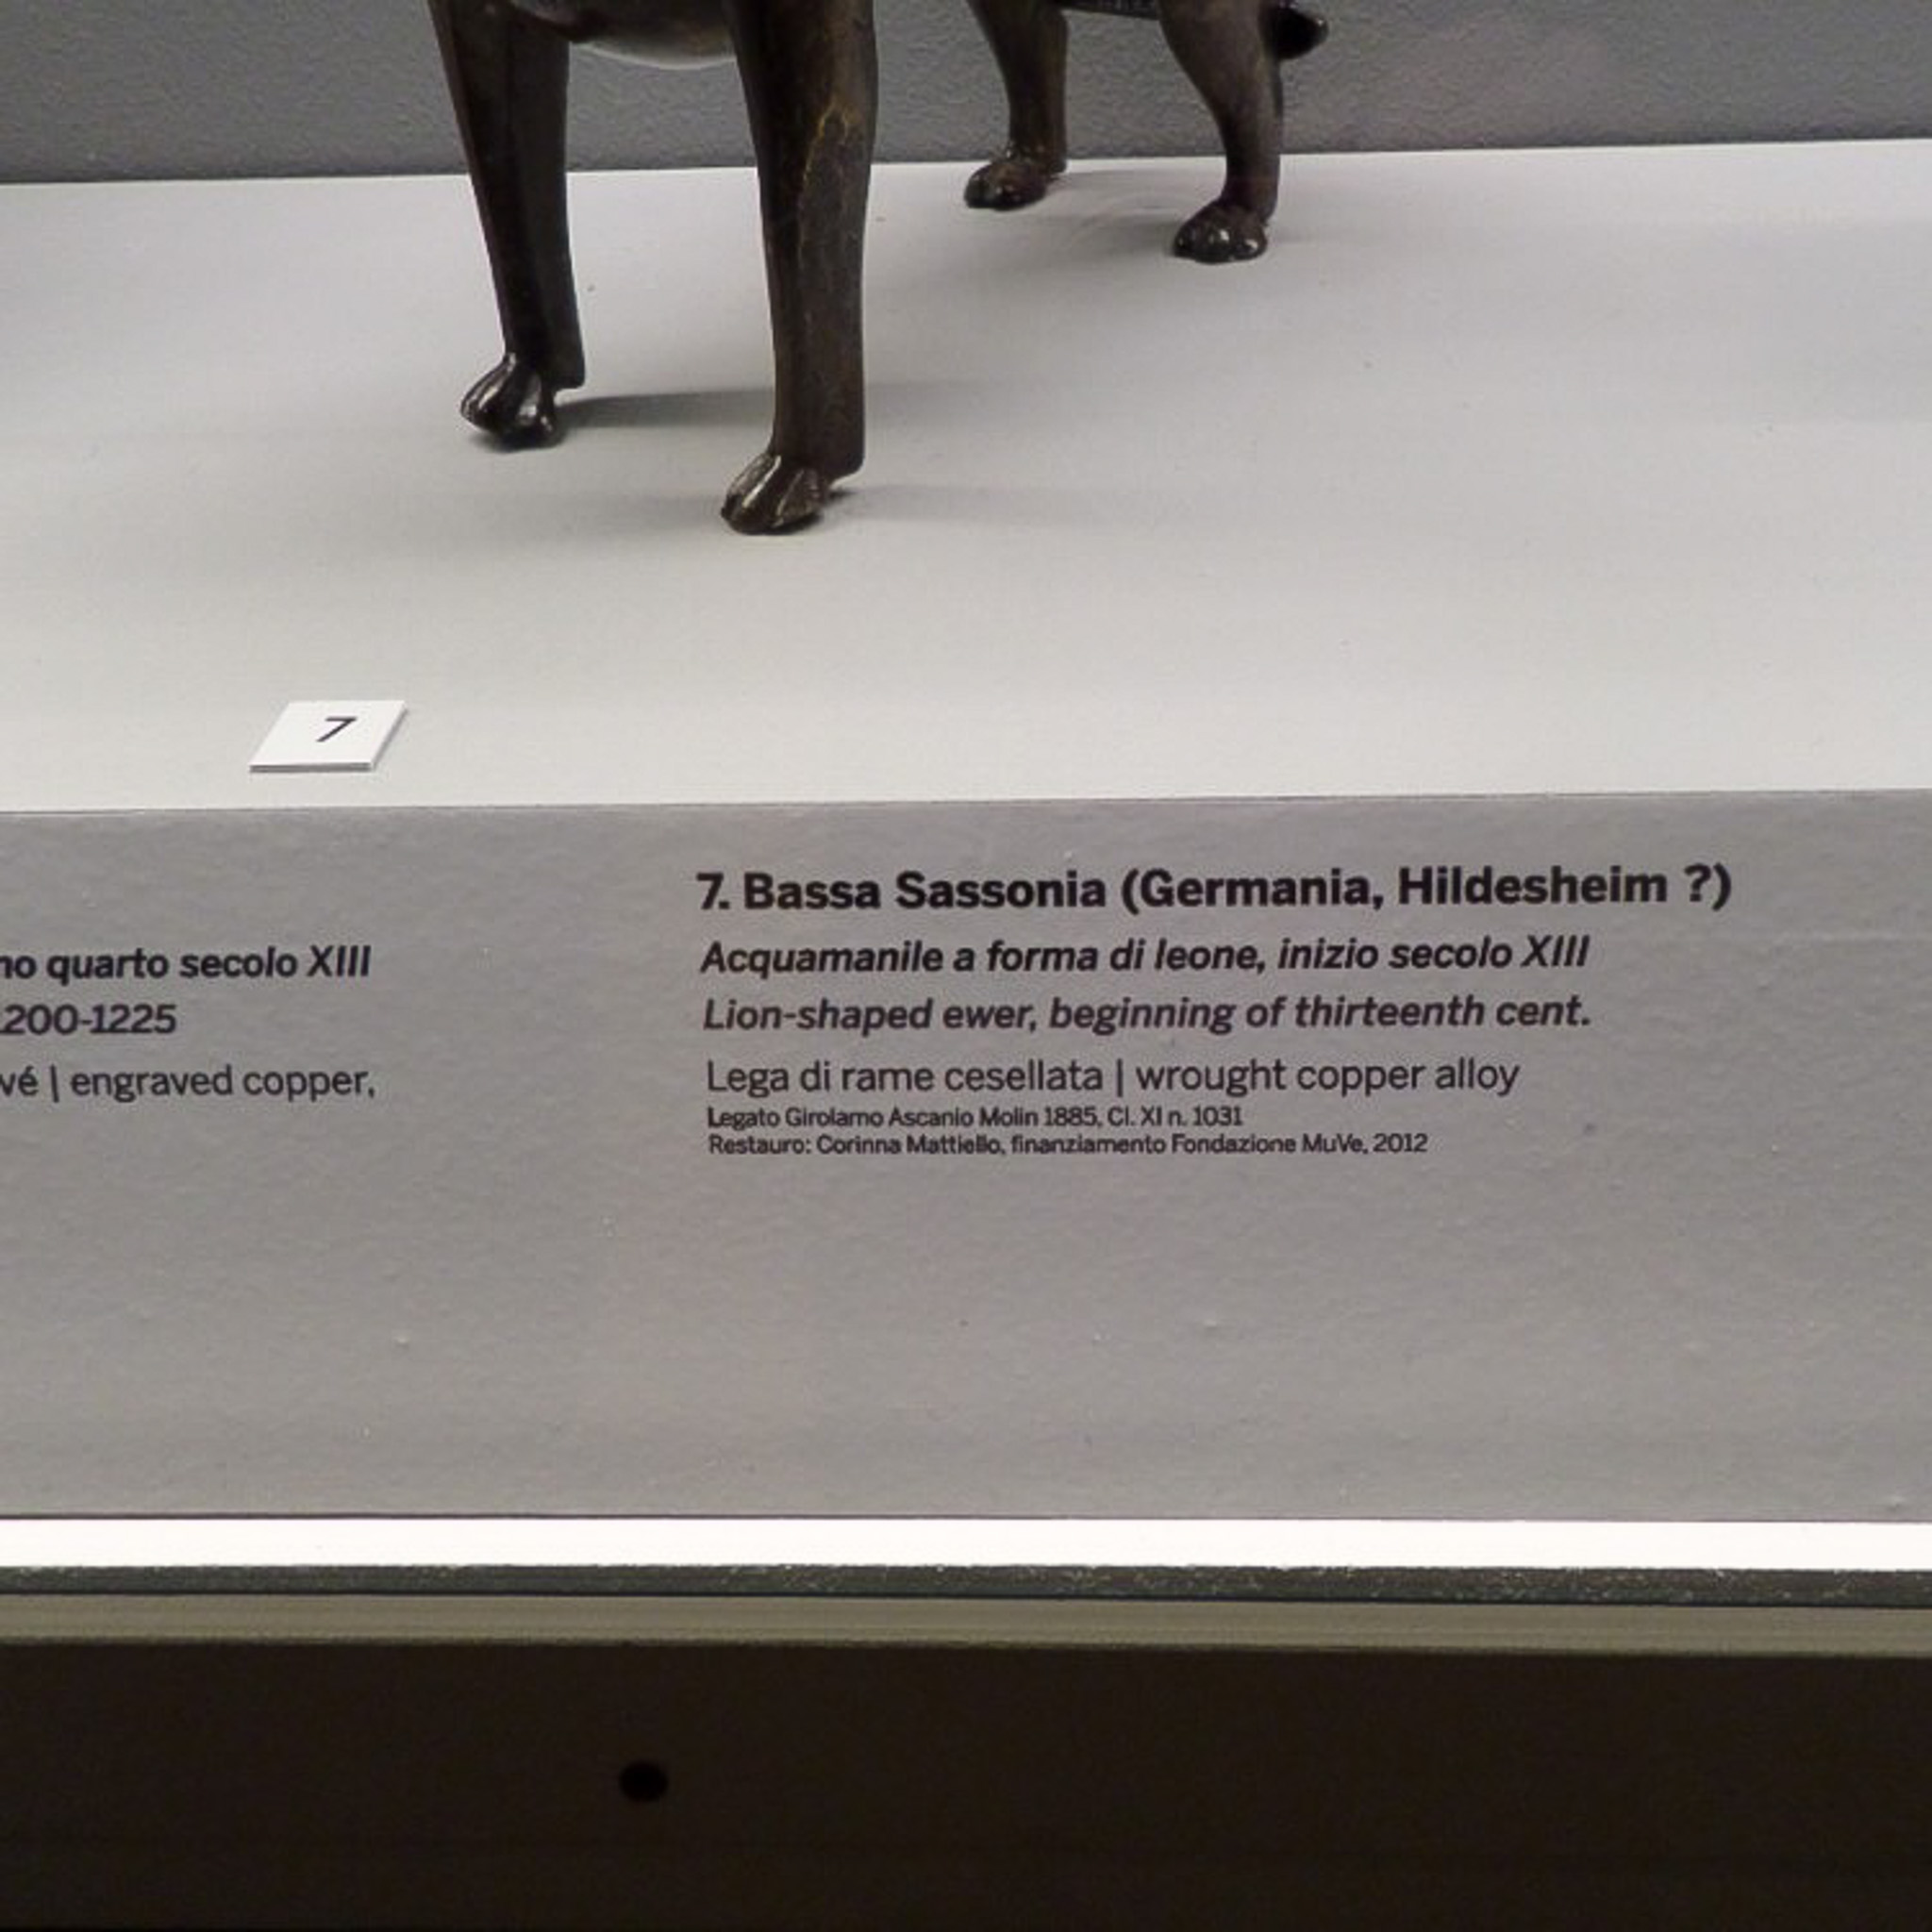 7
no quarto secolo XIII
1200-1225
vé | engraved copper,
7. Bassa Sassonia (Germania, Hildesheim ?)
Acquamanile a forma di leone, inizio secolo XIII
Lion-shaped ewer, beginning of thirteenth cent.
Lega di rame cesellata | wrought copper alloy
Legato Girolamo Ascanio Molin 1885, Cl. XI n. 1031
Restauro: Corinna Mattiello, finanziamento Fondazione MuVe, 2012